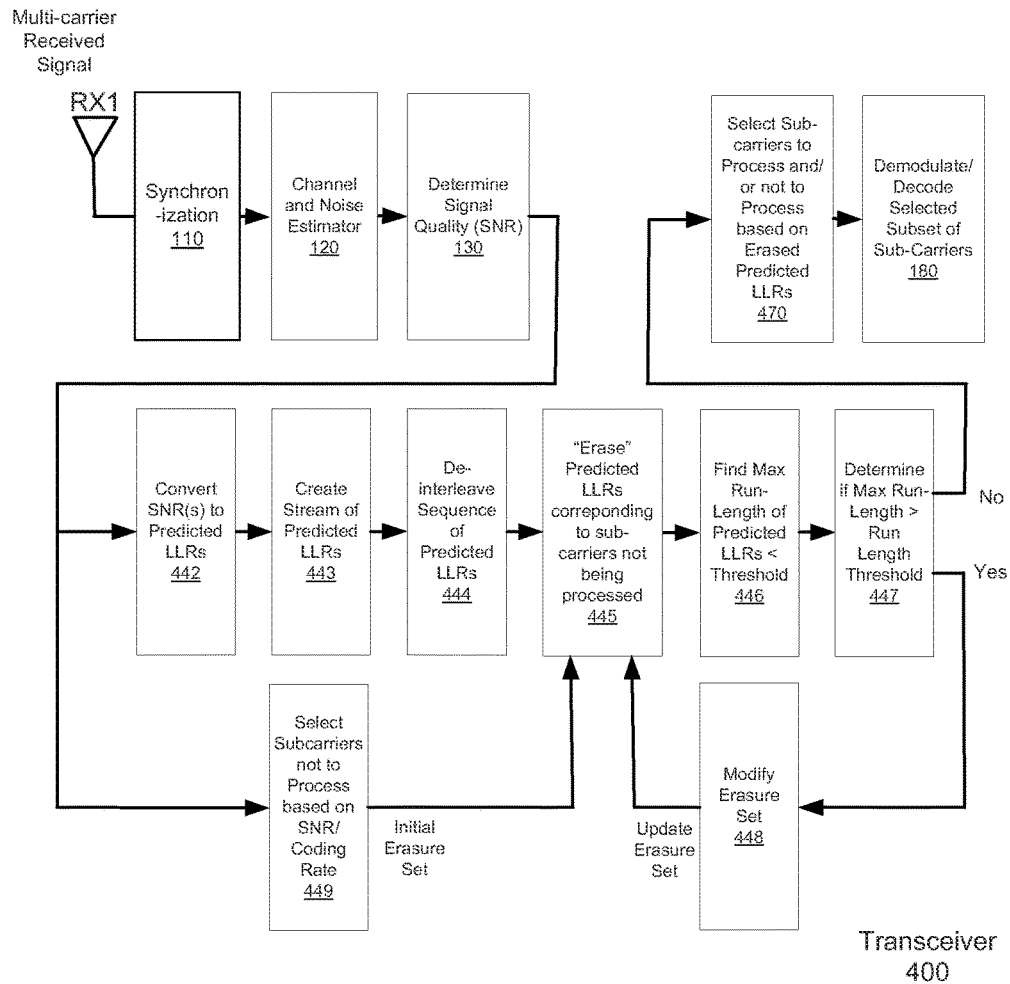 Multi-carrier
Received
Signal
RX1
Synchron
-ization
110
Channel
and Noise
Estimator
120
Determine
Signal
Quality (SNR)
130
Select Sub-
carriers to
Process and/
or not to
Process
based on
Erased
Predicted
LLRs
470
Demodulate/
Decode
Selected
Subset of
Sub-Carriers
180
Convert
SNR(s) to
Predicted
LLRs
442
Create
Stream of
Predicted
LLRs
443
De-
interleave
Sequence
of
Predicted
LLRs
444
"Erase"
Predicted
LLRs
correponding
to sub-
carriers not
being
processed
445
Find Max
Run-
Length of
Predicted
LLRs <
Threshold
446
Determine
if Max Run-
Length >
Run
Length
Threshold
447
No
Yes
Select
Subcarriers
not to
Process
based on
SNR/
Coding
Rate
449
Initial
Erasure Set
Update
Erasure
Set
Modify
Erasure
Set
448
Transceiver
400